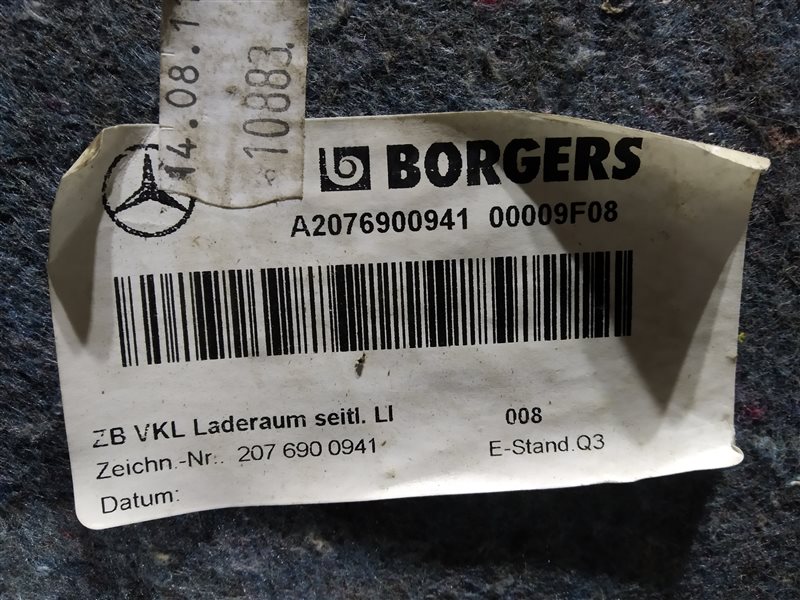 14.08.1
10883.
BORGERS
A2076900941 00009F08
ZB VKL Laderaum seitl. LI 008
Zeichn.-Nr.. 207 690 0941 E-Stand.Q3
Datum: